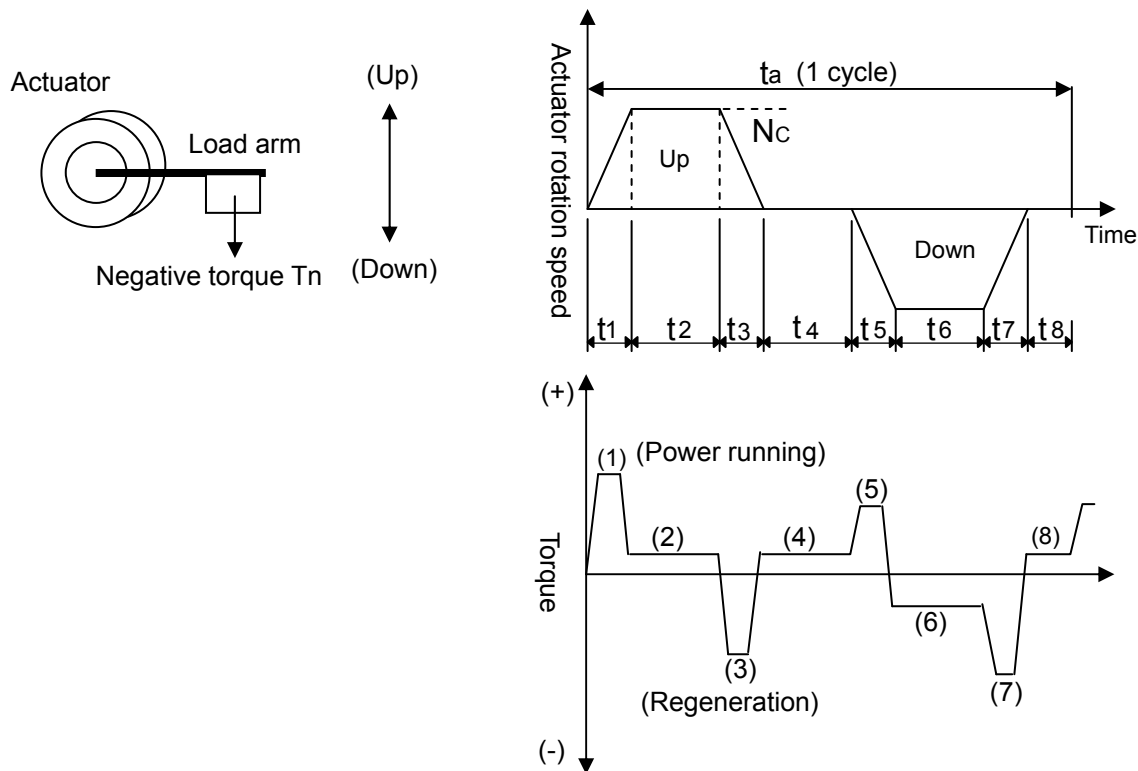 Actuator
(Up)
Load arm
Negative torque Tn
(Down)
Actuator rotation speed
ta (1 cycle)
Nc
Up
Down
Time
t1 t2 t3 t4 t5 t6 t7 t8
(+)
(1) (Power running)
(5)
(2) (4) (8)
Torque
(6)
(3) (7)
(Regeneration)
(-)